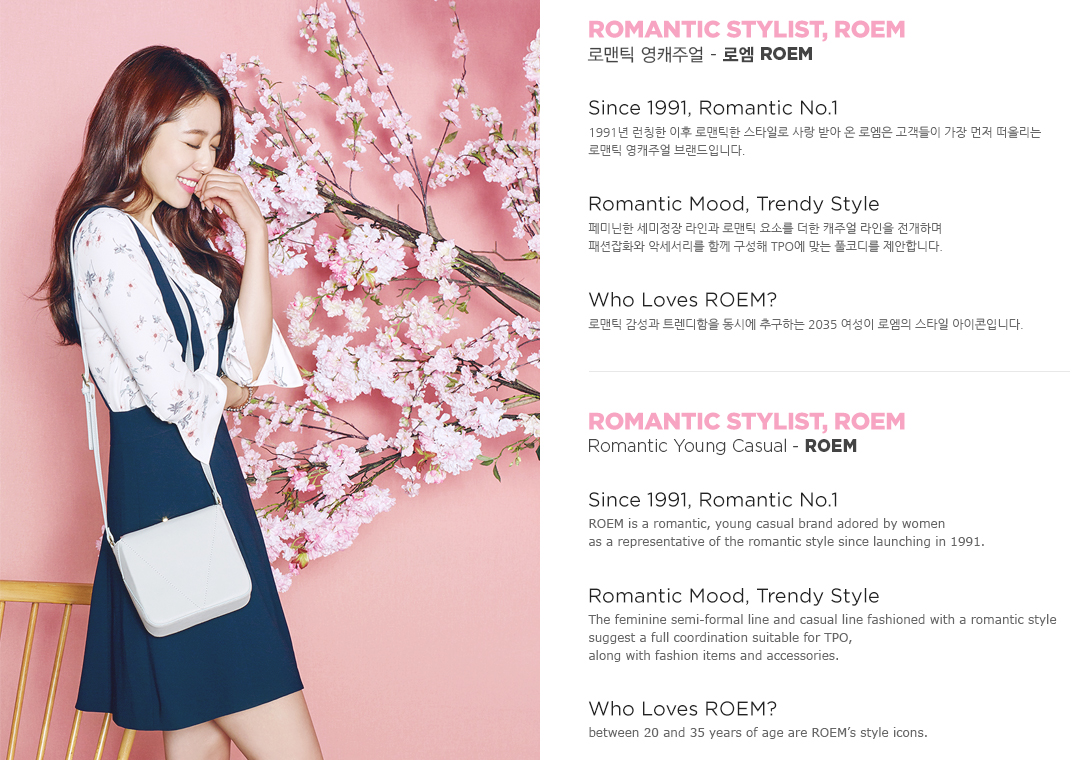 ROMANTIC STYLIST, ROEM
로맨틱 영캐주얼 - 로엠 ROEM
Since 1991, Romantic No.1
1991년 런칭한 이후 로맨틱한 스타일로 사랑 받아 온 로엠은 고객들이 가장 먼저 떠올리는
로맨틱 영캐주얼 브랜드입니다.
Romantic Mood, Trendy Style
페미닌한 세미정장 라인과 로맨틱 요소를 더한 캐주얼 라인을 전개하며
패션잡화와 악세서리를 함께 구성해 TPO에 맞는 풀코디를 제안합니다.
Who Loves ROEM?
로맨틱 감성과 트렌디함을 동시에 추구하는 2035 여성이 로엠의 스타일 아이콘입니다.
ROMANTIC STYLIST, ROEM
Romantic Young Casual - ROEM
Since 1991, Romantic No.1
ROEM is a romantic, young casual brand adored by women
as a representative of the romantic style since launching in 1991.
Romantic Mood, Trendy Style
The feminine semi-formal line and casual line fashioned with a romantic style
suggest a full coordination suitable for TPO,
along with fashion items and accessories.
Who Loves ROEM?
between 20 and 35 years of age are ROEM’s style icons.